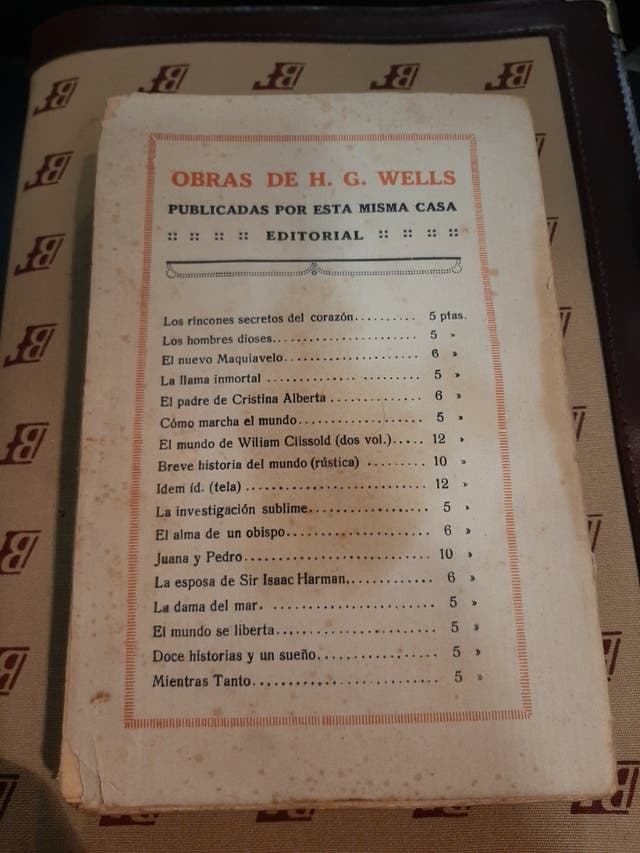 OBRAS DE H. G. WELLS
PUBLICADAS POR ESTA MISMA CASA
:: :: :: :: EDITORIAL :: :: :: ::
Los rincones secretos del corazón.......... 5 ptas.
Los hombres dioses......................... 5 »
El nuevo Maquiavelo........................ 6 »
La llama inmortal ......................... 5 »
El padre de Cristina Alberta .............. 6 »
Cómo marcha el mundo....................... 5 »
El mundo de Wiliam Clissold (dos vol.)..... 12 »
Breve historia del mundo (rústica) ......... 10 »
Idem íd. (tela) ............................ 12 »
La investigación sublime................... 5 »
El alma de un obispo....................... 6 »
Juana y Pedro.............................. 10 »
La esposa de Sir Isaac Harman............. 6 »
La dama del mar. .......................... 5 »
El mundo se liberta........................ 5 »
Doce historias y un sueño.................. 5 »
Mientras Tanto............................. 5 »